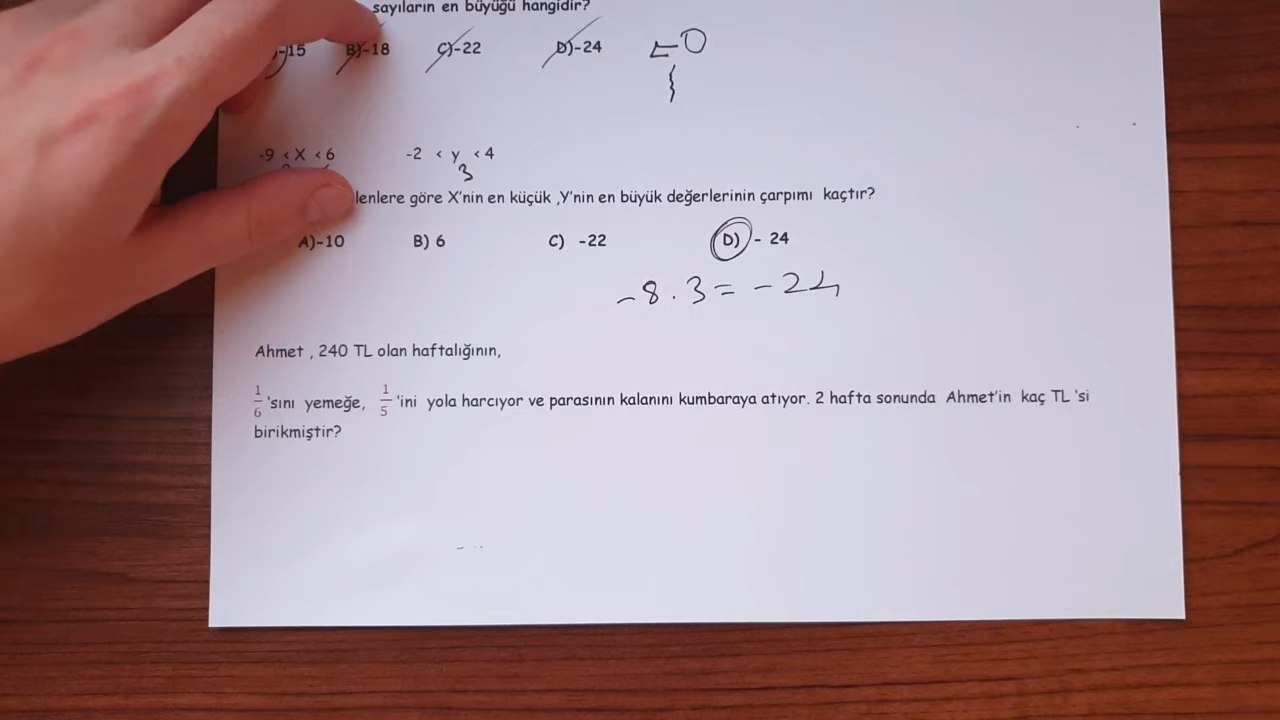 sayıların en büyüğü hangidir?
-15 B)-18 C)-22 D)-24
-9 < X < 6 -2 < y < 4
3
lenlere göre X'nin en küçük ,Y'nin en büyük değerlerinin çarpımı kaçtır?
A)-10 B) 6 C) -22 D) - 24
-8 . 3 = -24
Ahmet , 240 TL olan haftalığının,
1/6 'sını yemeğe, 1/5 'ini yola harcıyor ve parasının kalanını kumbaraya atıyor. 2 hafta sonunda Ahmet'in kaç TL 'si
birikmiştir?